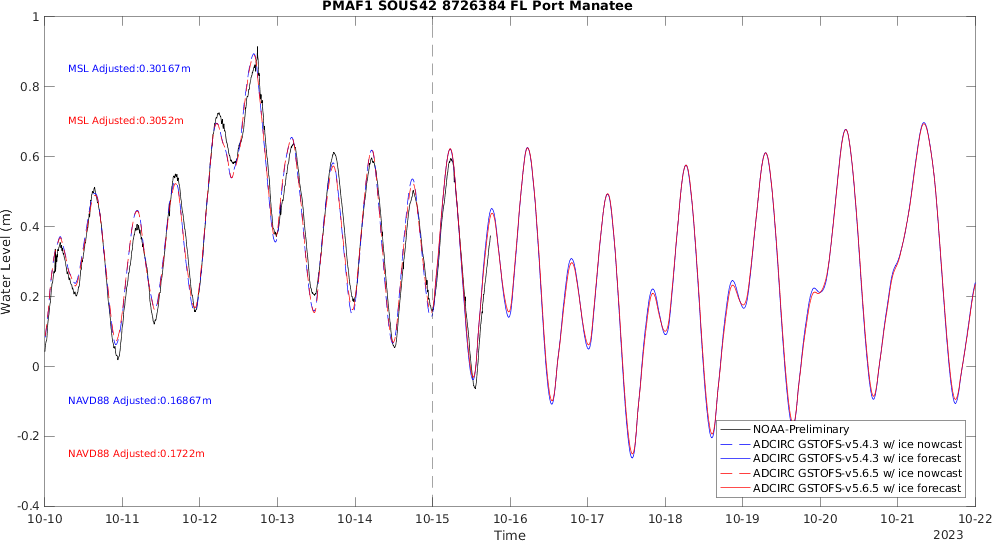 PMAF1 SOUS42 8726384 FL Port Manatee
1
0.8
0.6
0.4
0.2
0
-0.2
-0.4
Water Level (m)
MSL Adjusted:0.30167m
MSL Adjusted:0.3052m
NAVD88 Adjusted:0.16867m
NAVD88 Adjusted:0.1722m
NOAA-Preliminary
ADCIRC GSTOFS-v5.4.3 w/ ice nowcast
ADCIRC GSTOFS-v5.4.3 w/ ice forecast
ADCIRC GSTOFS-v5.6.5 w/ ice nowcast
ADCIRC GSTOFS-v5.6.5 w/ ice forecast
10-10 10-11 10-12 10-13 10-14 10-15 10-16 10-17 10-18 10-19 10-20 10-21 10-22
Time
2023